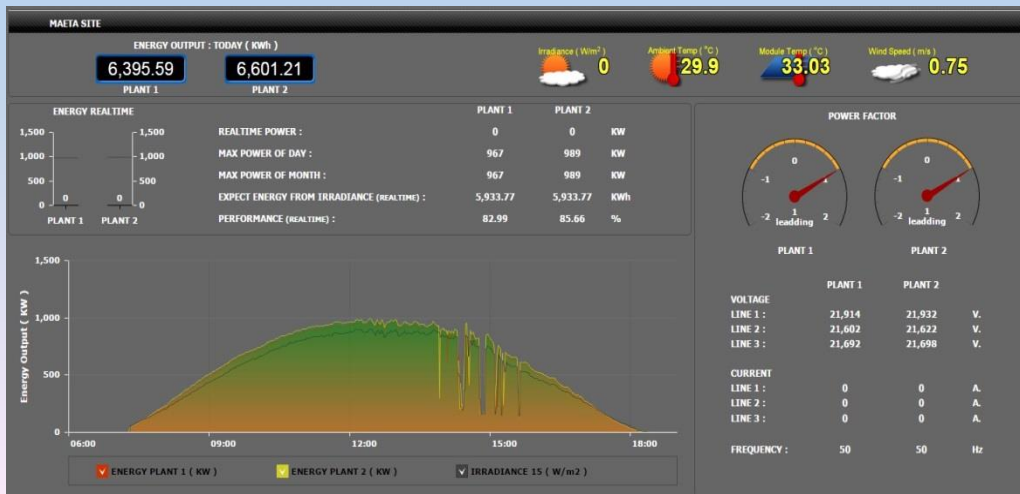 MAETA SITE
ENERGY OUTPUT : TODAY ( KWh )
6,395.59 6,601.21
PLANT 1 PLANT 2
Irradiance ( W/m² ) 0
Ambient Temp ( °C ) 29.9
Module Temp ( °C ) 33.03
Wind Speed ( m/s ) 0.75
ENERGY REALTIME
1,500 1,500
1,000 1,000
500 500
0 0 0 0
PLANT 1 PLANT 2
PLANT 1 PLANT 2
REALTIME POWER : 0 0 KW
MAX POWER OF DAY : 967 989 KW
MAX POWER OF MONTH : 967 989 KW
EXPECT ENERGY FROM IRRADIANCE (REALTIME) : 5,933.77 5,933.77 KWh
PERFORMANCE (REALTIME) : 82.99 85.66 %
POWER FACTOR
0 0
-1 1 -1 1
-2 1 2 -2 1 2
leadding leadding
PLANT 1 PLANT 2
PLANT 1 PLANT 2
VOLTAGE
LINE 1 : 21,914 21,932 V.
LINE 2 : 21,602 21,622 V.
LINE 3 : 21,692 21,698 V.
CURRENT
LINE 1 : 0 0 A.
LINE 2 : 0 0 A.
LINE 3 : 0 0 A.
FREQUENCY : 50 50 Hz
Energy Output ( KW )
1,500
1,000
500
0
06:00 09:00 12:00 15:00 18:00
ENERGY PLANT 1 ( KW ) ENERGY PLANT 2 ( KW ) IRRADIANCE 15 ( W/m2 )